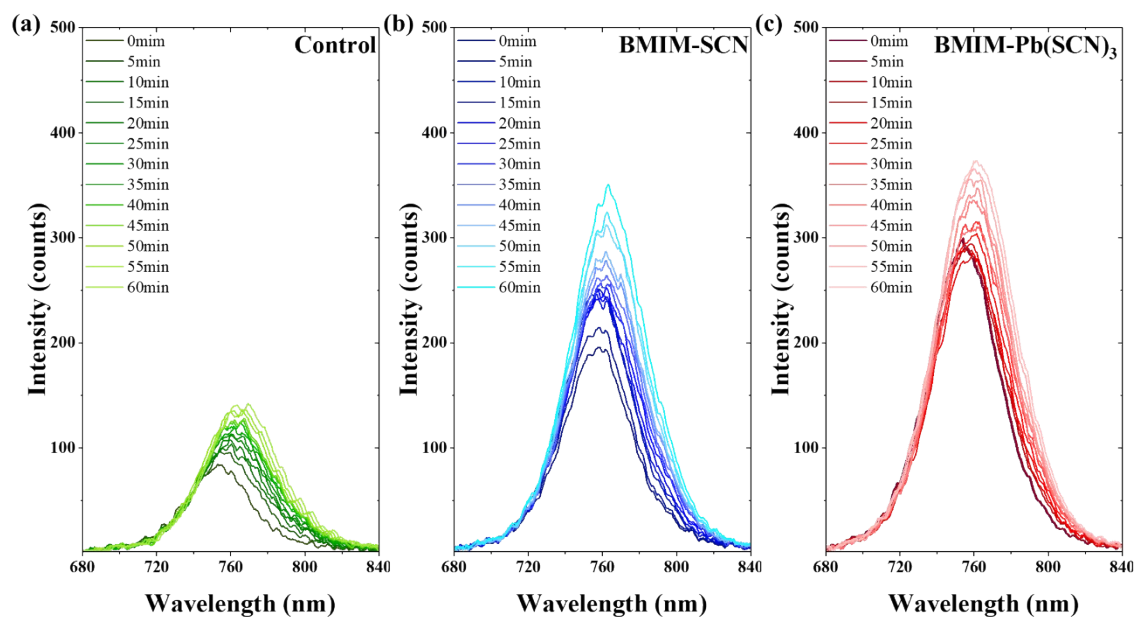 (a)
Control
0mim
5min
10min
15min
20min
25min
30min
35min
40min
45min
50min
55min
60min
500
400
300
200
100
680 720 760 800 840
Intensity (counts)
Wavelength (nm)
(b)
BMIM-SCN
0mim
5min
10min
15min
20min
25min
30min
35min
40min
45min
50min
55min
60min
500
400
300
200
100
680 720 760 800 840
Intensity (counts)
Wavelength (nm)
(c)
BMIM-Pb(SCN)₃
0mim
5min
10min
15min
20min
25min
30min
35min
40min
45min
50min
55min
60min
500
400
300
200
100
680 720 760 800 840
Intensity (counts)
Wavelength (nm)